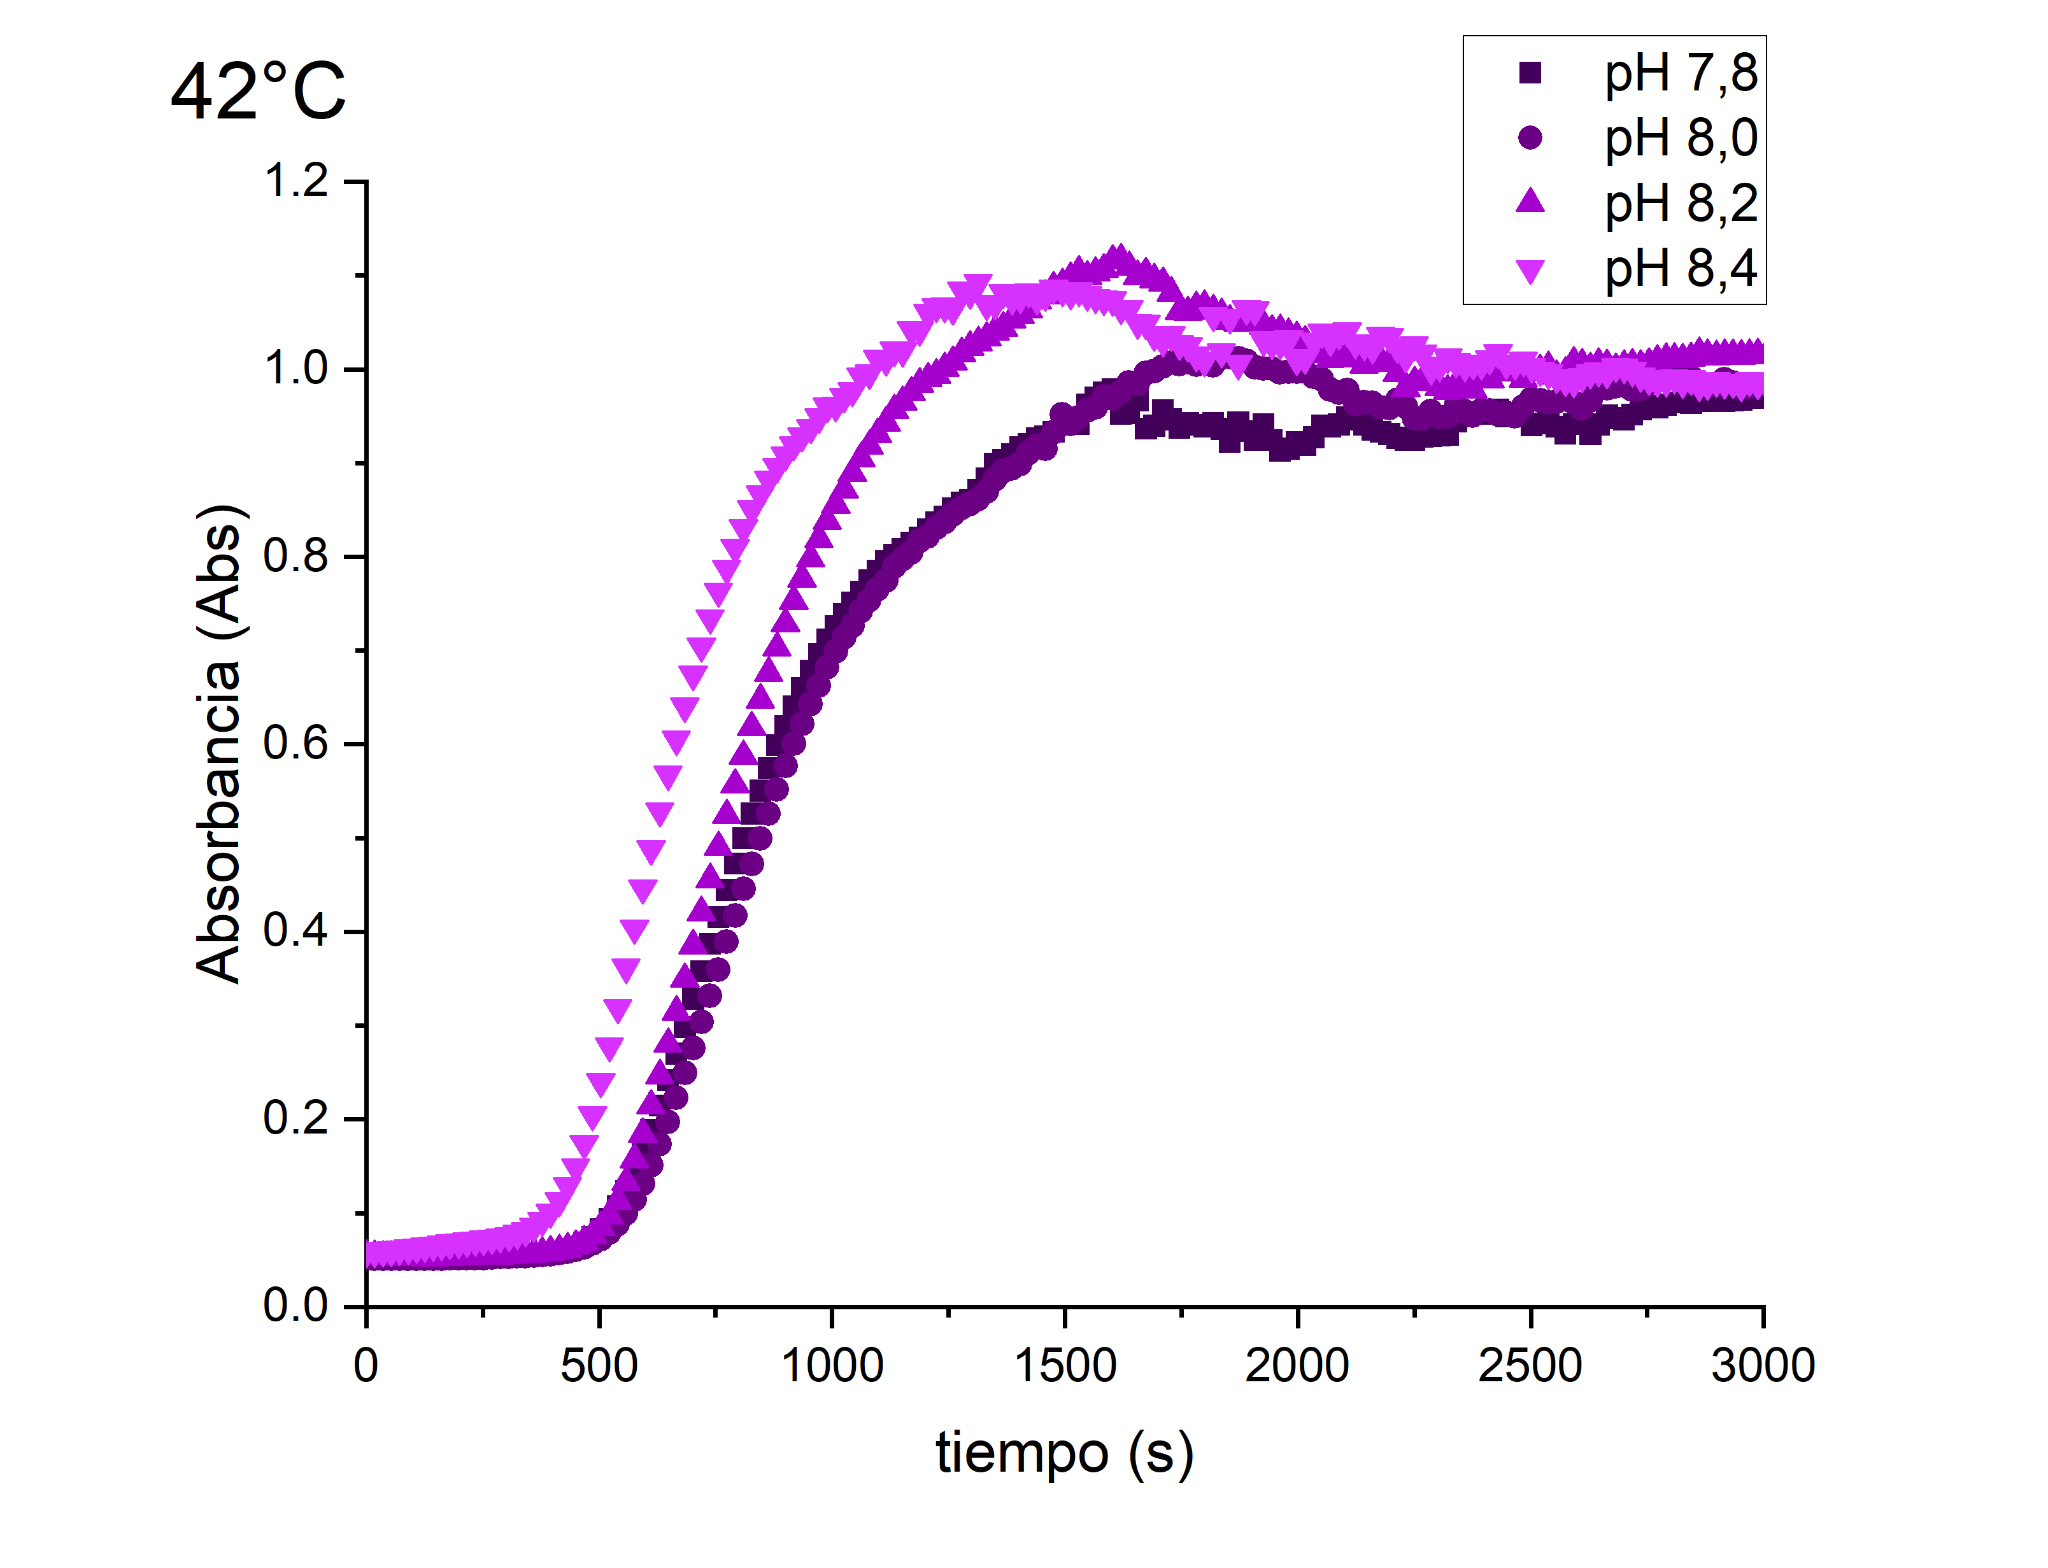 42°C
pH 7,8
pH 8,0
pH 8,2
pH 8,4
1.2
1.0
0.8
0.6
0.4
0.2
0.0
Absorbancia (Abs)
0 500 1000 1500 2000 2500 3000
tiempo (s)